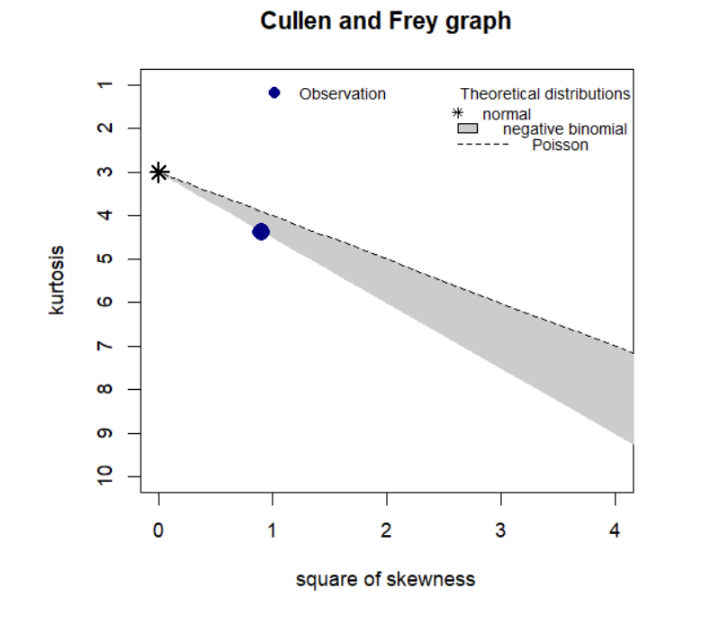 Cullen and Frey graph
Observation
Theoretical distributions
normal
negative binomial
Poisson
kurtosis
1
2
3
4
5
6
7
8
9
10
0 1 2 3 4
square of skewness